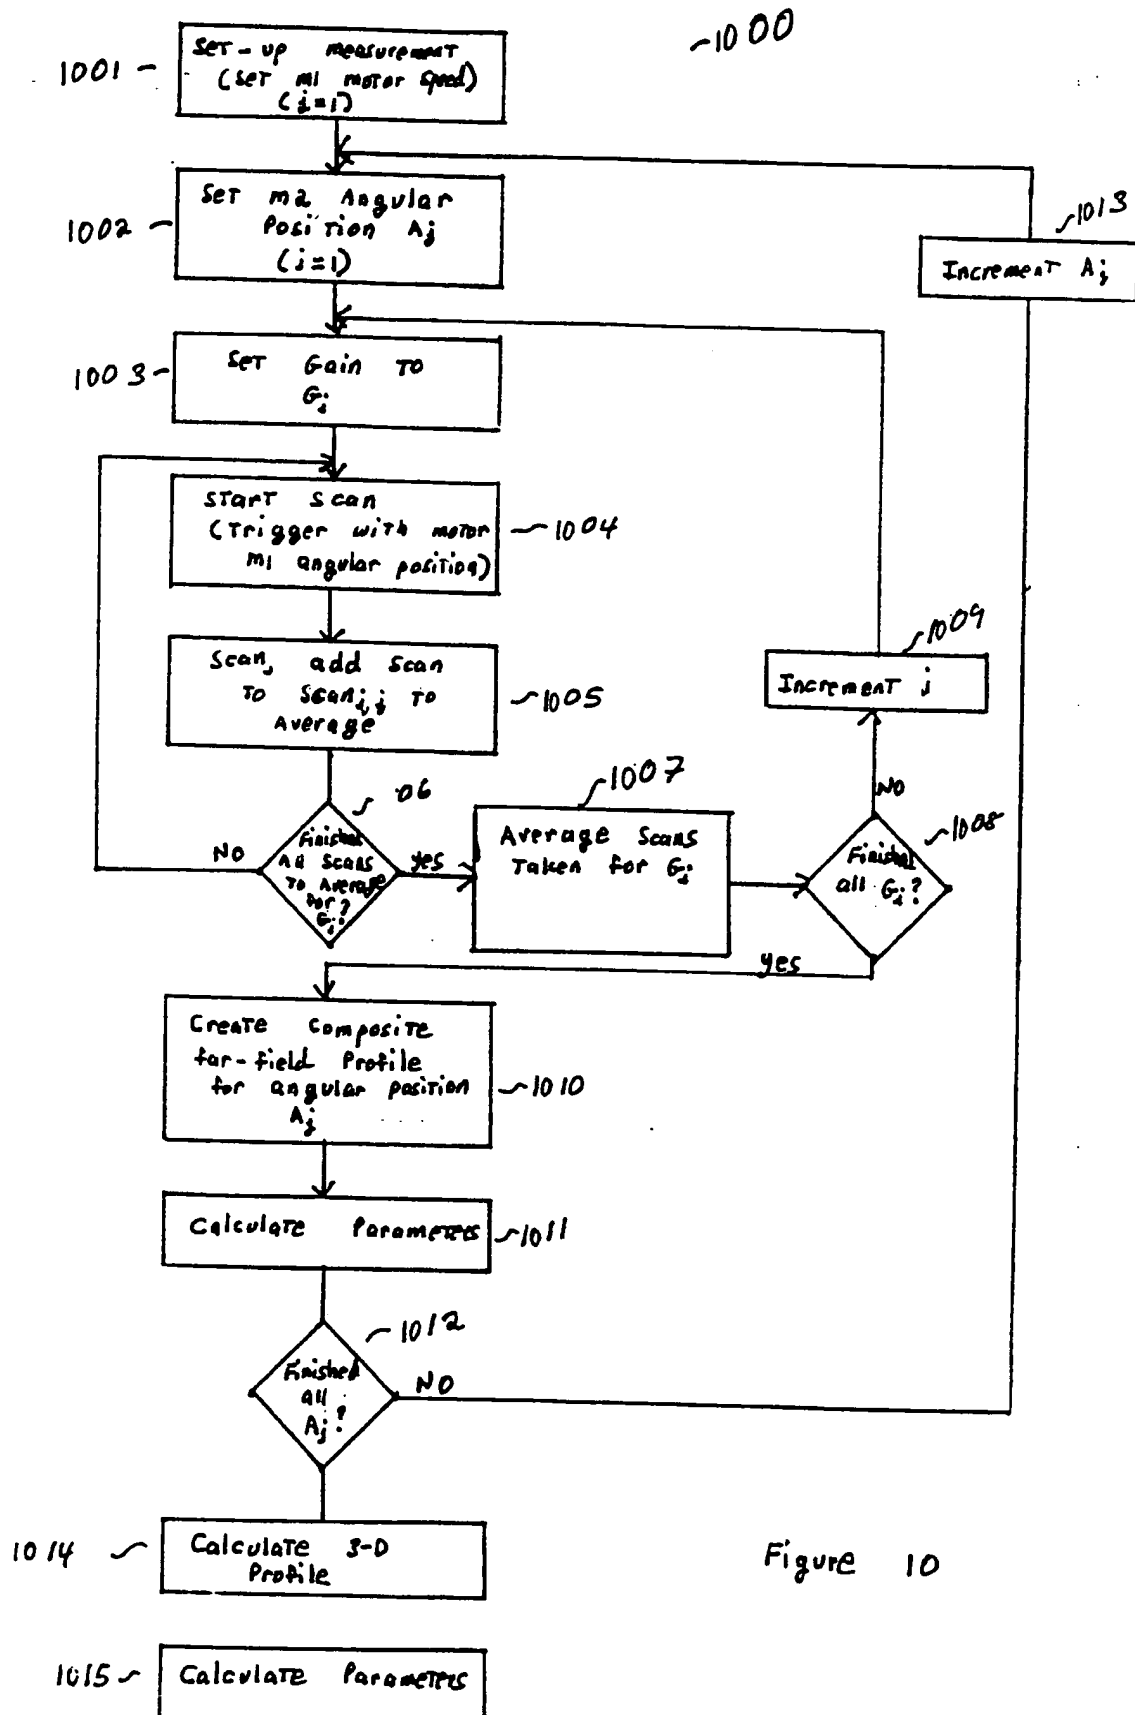 1000
1001
Set-up measurement
(Set m1 motor speed)
(j=1)
1002
Set m2 Angular
Position Aj
(i=1)
1013
Increment Aj
1003
Set Gain to
Gi
Start Scan
(Trigger with motor
m1 angular position)
1004
Scan, add scan
to scani,j to
Average
1005
1009
Increment i
06
Finished
All Scans
to Average
for
Gi?
NO
yes
1007
Average Scans
Taken for Gi
1008
Finished
all Gi?
NO
yes
Create Composite
far-field Profile
for angular position
Aj
1010
Calculate Parameters
1011
1012
Finished
all
Aj?
NO
1014
Calculate 3-D
Profile
Figure 10
1015
Calculate Parameters